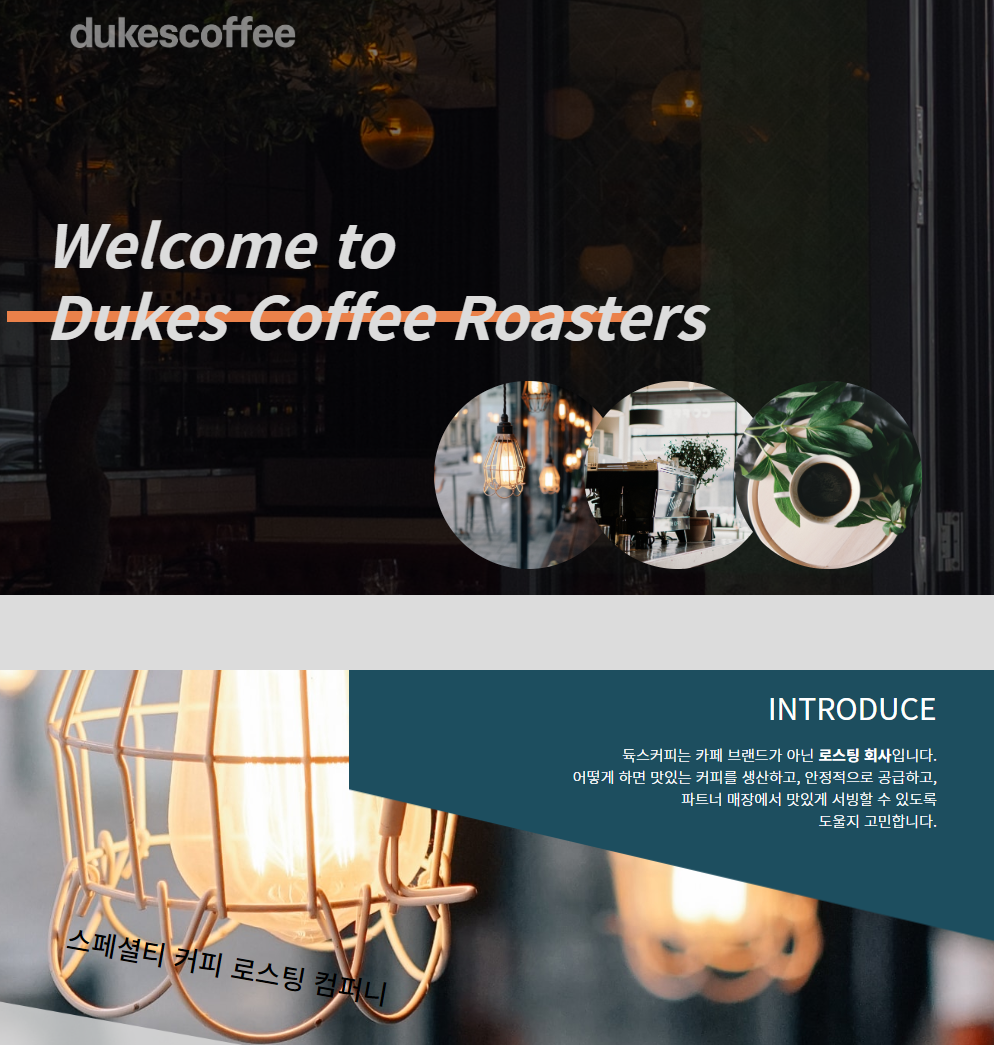 dukescoffee
Welcome to
Dukes Coffee Roasters
INTRODUCE
듁스커피는 카페 브랜드가 아닌 로스팅 회사입니다.
어떻게 하면 맛있는 커피를 생산하고, 안정적으로 공급하고,
파트너 매장에서 맛있게 서빙할 수 있도록
도울지 고민합니다.
스페셜티 커피 로스팅 컴퍼니